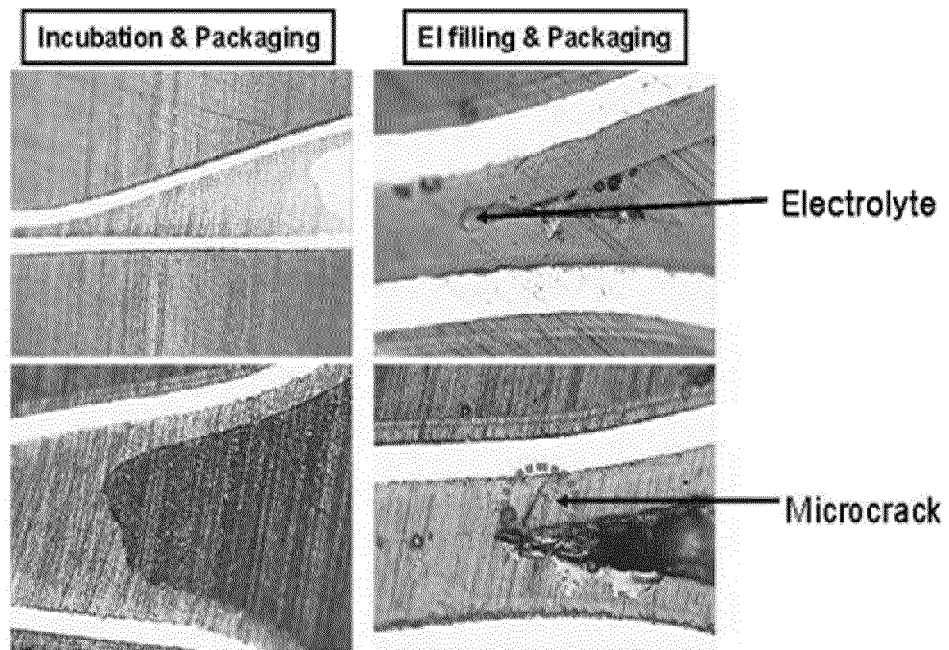 Incubation & Packaging
El filling & Packaging
Electrolyte
Microcrack